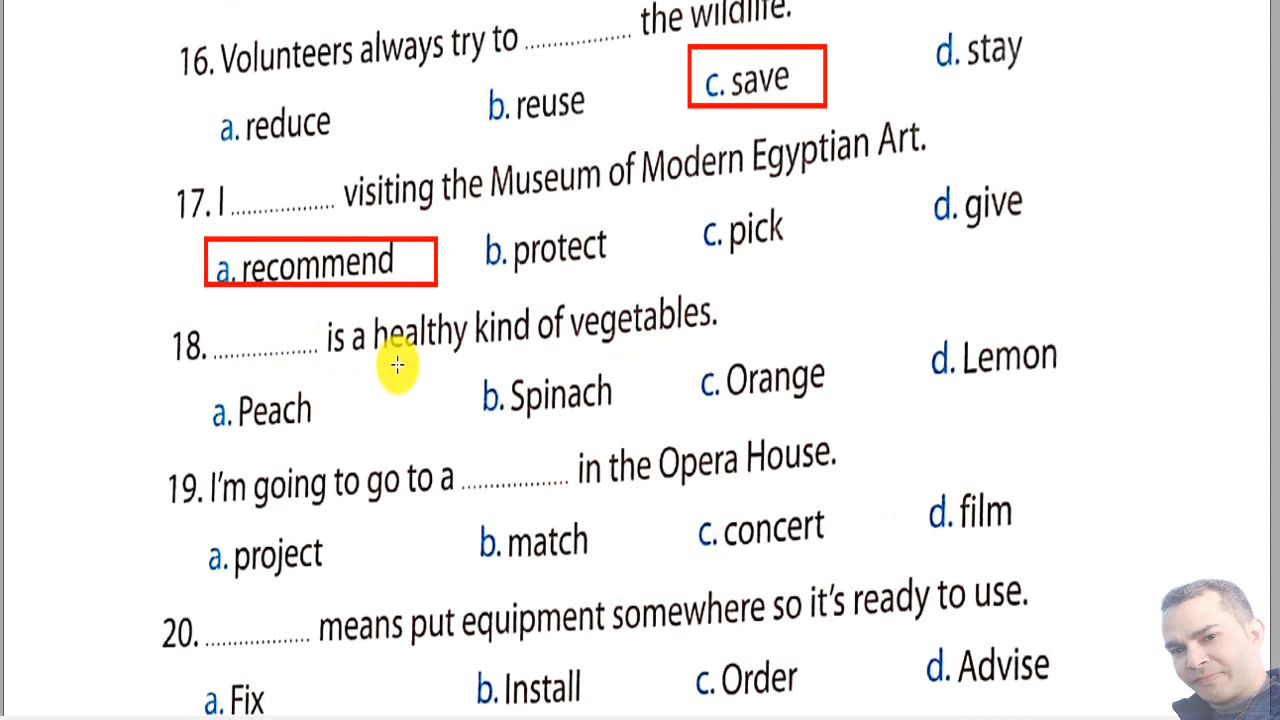 16. Volunteers always try to .................. the wildlife.
a. reduce b. reuse c. save d. stay
17. I .................. visiting the Museum of Modern Egyptian Art.
a. recommend b. protect c. pick d. give
18. .................. is a healthy kind of vegetables.
a. Peach b. Spinach c. Orange d. Lemon
19. I'm going to go to a .................. in the Opera House.
a. project b. match c. concert d. film
20. .................. means put equipment somewhere so it's ready to use.
a. Fix b. Install c. Order d. Advise